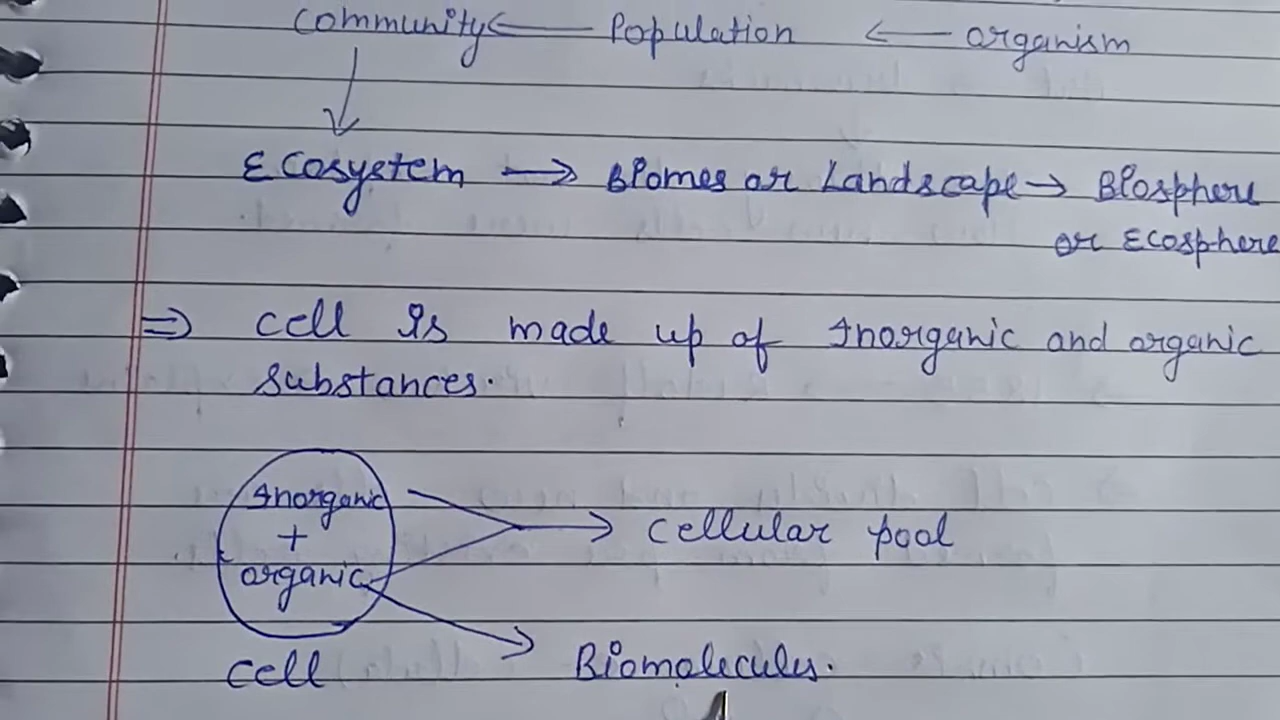 Community ← Population ← organism
↓
Ecosystem → Biomes or Landscape → Biosphere
or Ecosphere
⇒ Cell is made up of Inorganic and organic
substances.
Inorganic
+
organic
→ Cellular pool
→ Biomolecules.
Cell